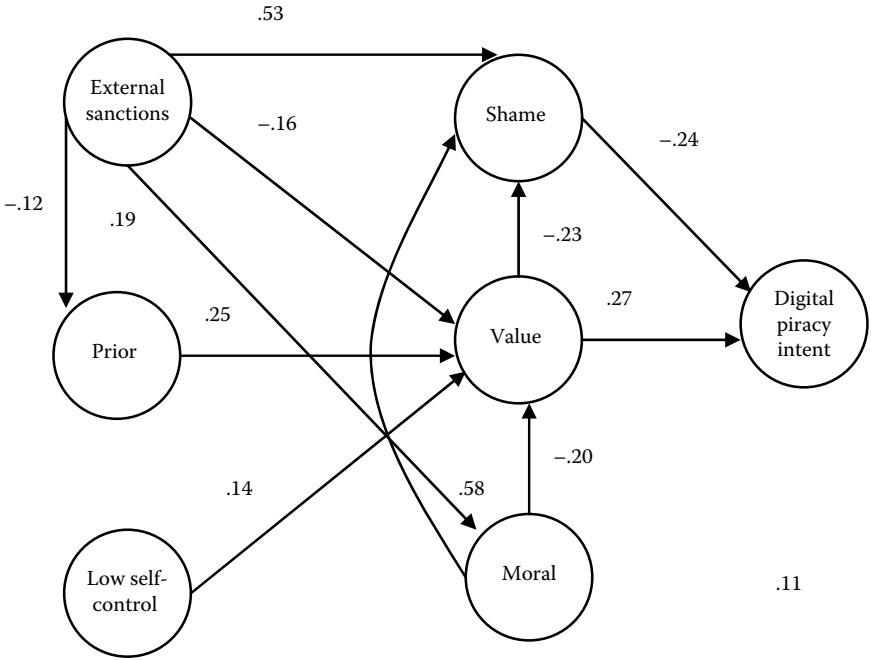 .53
External
sanctions
Shame
–.16
–.24
–.12
.19
–.23
.25
.27
Digital
piracy
intent
Prior
Value
–.20
.14
.58
Low self-
control
Moral
.11